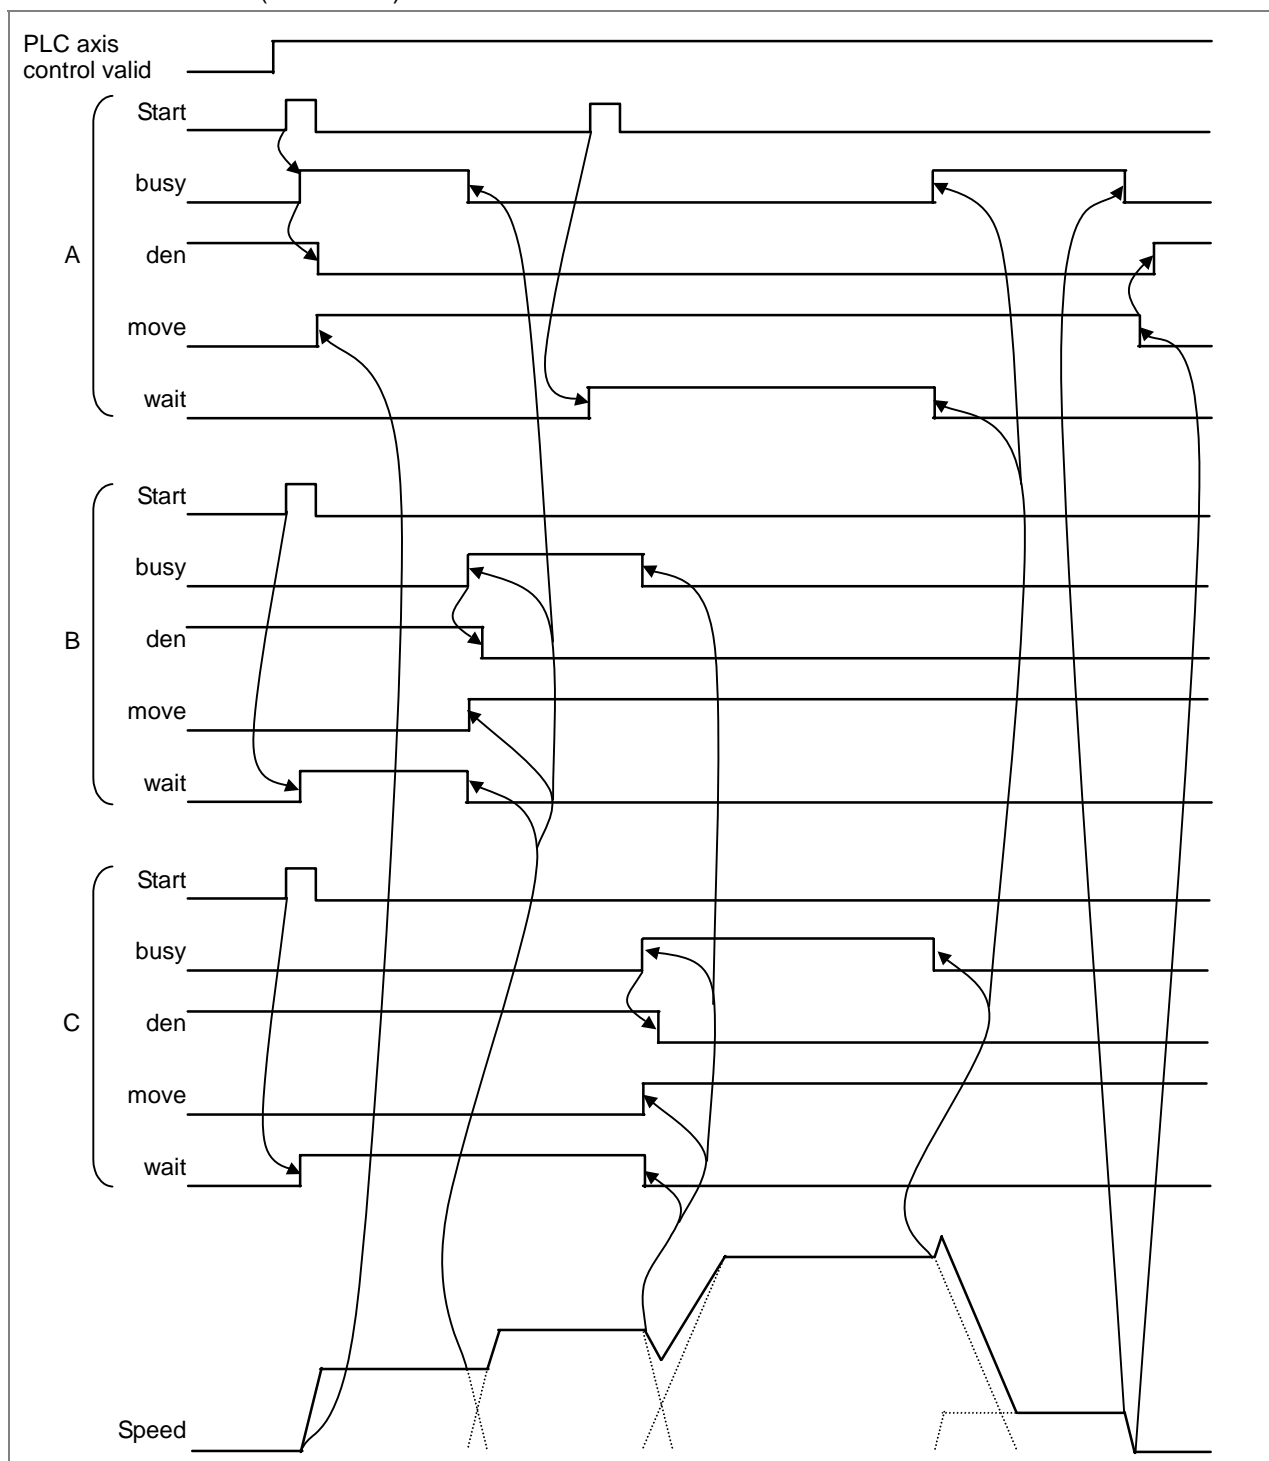 PLC axis
control valid
Start
busy
A
den
move
wait
Start
busy
B
den
move
wait
Start
busy
C
den
move
wait
Speed